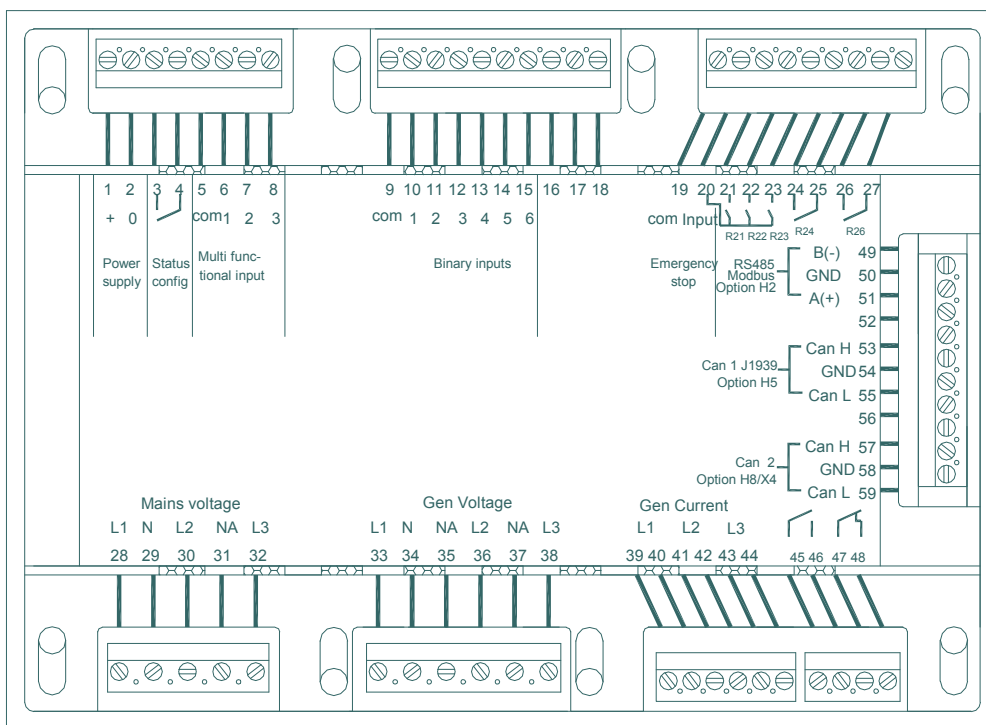 1 2 3 4 5 6 7 8 9 10 11 12 13 14 15 16 17 18 19 20 21 22 23 24 25 26 27
+ 0 com 1 2 3 com 1 2 3 4 5 6 com Input
R21 R22 R23 R24 R26
Power supply
Status config
Multi func-
tional input
Binary inputs
Emergency stop
RS485
Modbus
Option H2
B(-) 49
GND 50
A(+) 51
52
Can 1 J1939
Option H5
Can H 53
GND 54
Can L 55
56
Can 2
Option H8/X4
Can H 57
GND 58
Can L 59
Mains voltage
L1 N L2 NA L3
28 29 30 31 32
Gen Voltage
L1 N NA L2 NA L3
33 34 35 36 37 38
Gen Current
L1 L2 L3
39 40 41 42 43 44
45 46 47 48